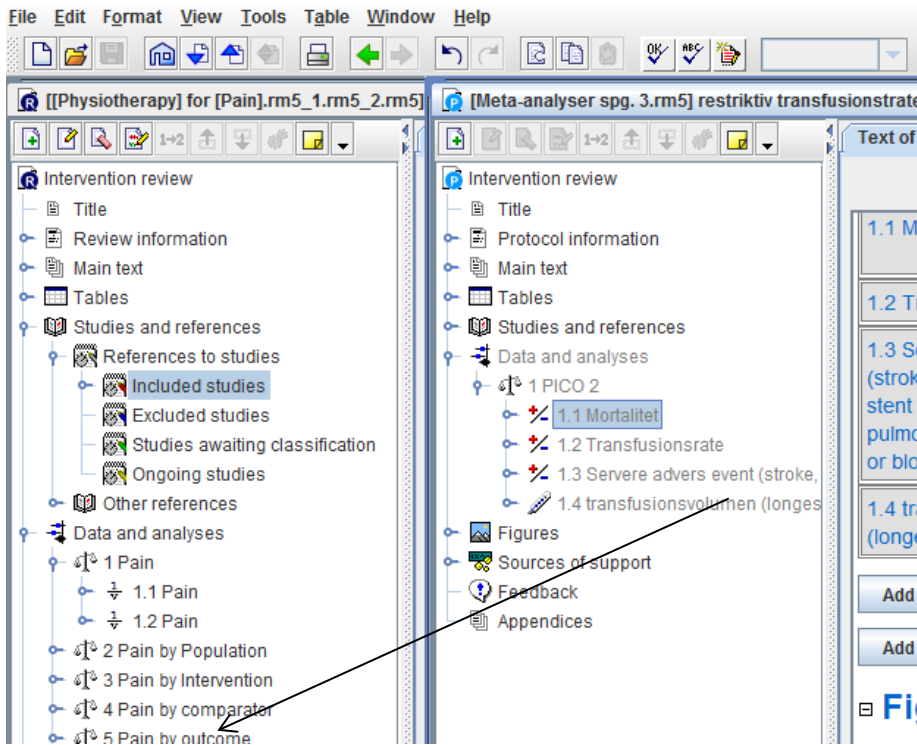 File Edit Format View Tools Table Window Help
[[Physiotherapy] for [Pain].rm5_1.rm5_2.rm5]
Intervention review
Title
Review information
Main text
Tables
Studies and references
References to studies
Included studies
Excluded studies
Studies awaiting classification
Ongoing studies
Other references
Data and analyses
1 Pain
1.1 Pain
1.2 Pain
2 Pain by Population
3 Pain by Intervention
4 Pain by comparator
5 Pain by outcome
[Meta-analyser spg. 3.rm5] restriktiv transfusionstrate
Intervention review
Title
Protocol information
Main text
Tables
Studies and references
Data and analyses
1 PICO 2
1.1 Mortalitet
1.2 Transfusionsrate
1.3 Servere advers event (stroke,
1.4 transfusionsvolumen (longes
Figures
Sources of support
Feedback
Appendices
Text of
1.1 M
1.2 T
1.3 Se
(strok
stent
pulmo
or blo
1.4 tra
(longe
Add
Add
Fig